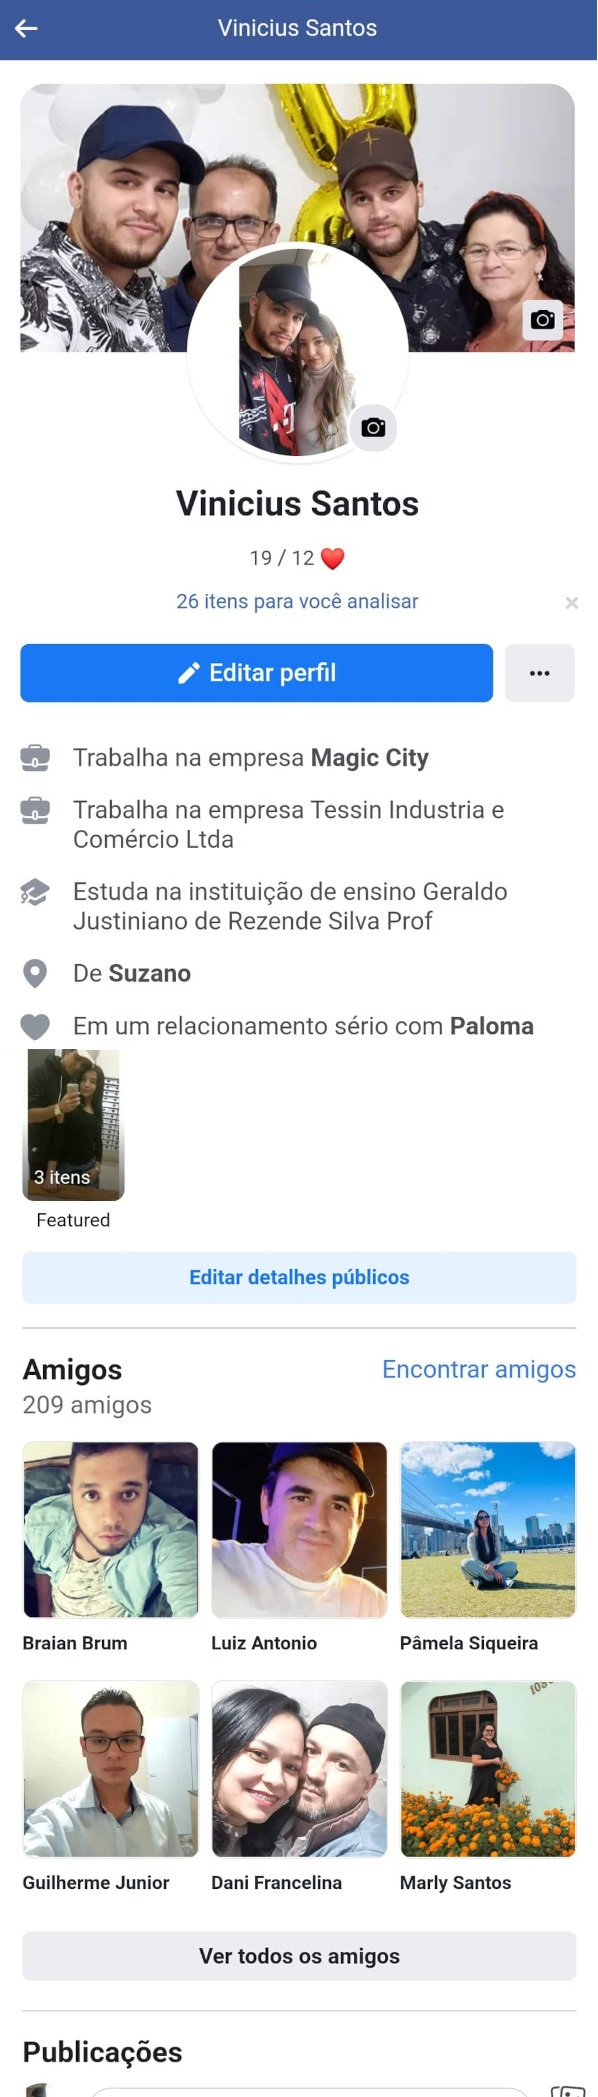 Vinicius Santos
Vinicius Santos
19 / 12 ❤️
26 itens para você analisar
Editar perfil
Trabalha na empresa Magic City
Trabalha na empresa Tessin Industria e
Comércio Ltda
Estuda na instituição de ensino Geraldo
Justiniano de Rezende Silva Prof
De Suzano
Em um relacionamento sério com Paloma
3 itens
Featured
Editar detalhes públicos
Amigos
Encontrar amigos
209 amigos
Braian Brum
Luiz Antonio
Pâmela Siqueira
Guilherme Junior
Dani Francelina
Marly Santos
Ver todos os amigos
Publicações